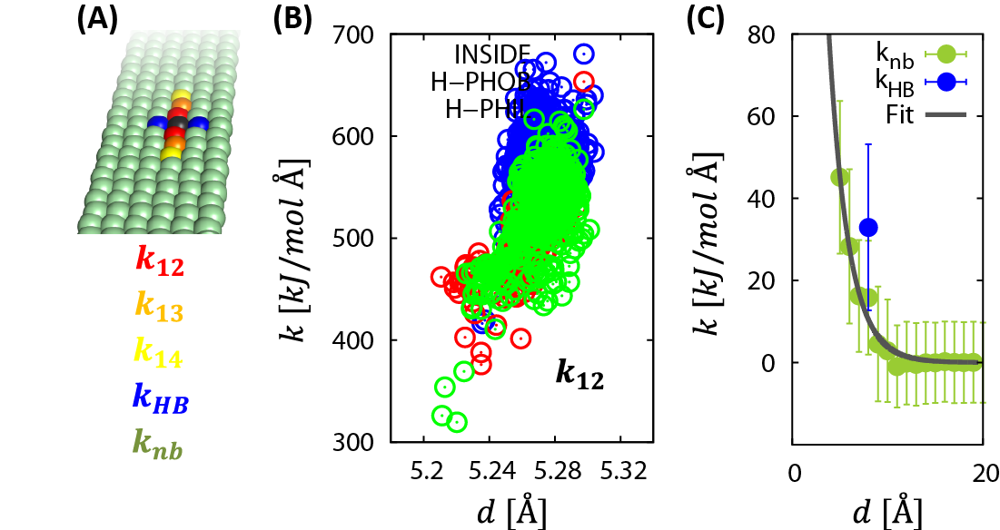 (A)
k12
k13
k14
kHB
knb
(B)
700
600
500
400
300
k [kJ/mol Å]
INSIDE
H−PHOB
H−PHIL
k12
5.2 5.24 5.28 5.32
d [Å]
(C)
80
60
40
20
0
k [kJ/mol Å]
knb
kHB
Fit
0 20
d [Å]